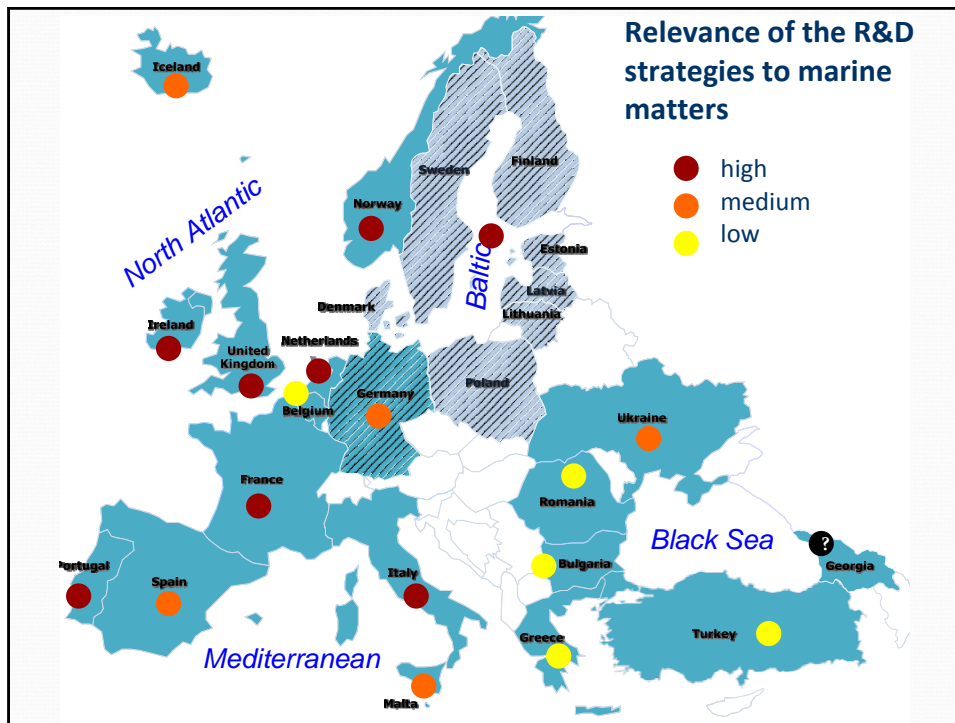 Relevance of the R&D
strategies to marine
matters
high
medium
low
Iceland
Sweden
Finland
Norway
North Atlantic
Baltic
Estonia
Latvia
Lithuania
Denmark
Ireland
United
Kingdom
Netherlands
Belgium
Germany
Poland
Ukraine
France
Romania
Black Sea
?
Georgia
Bulgaria
Portugal
Spain
Italy
Greece
Turkey
Mediterranean
Malta